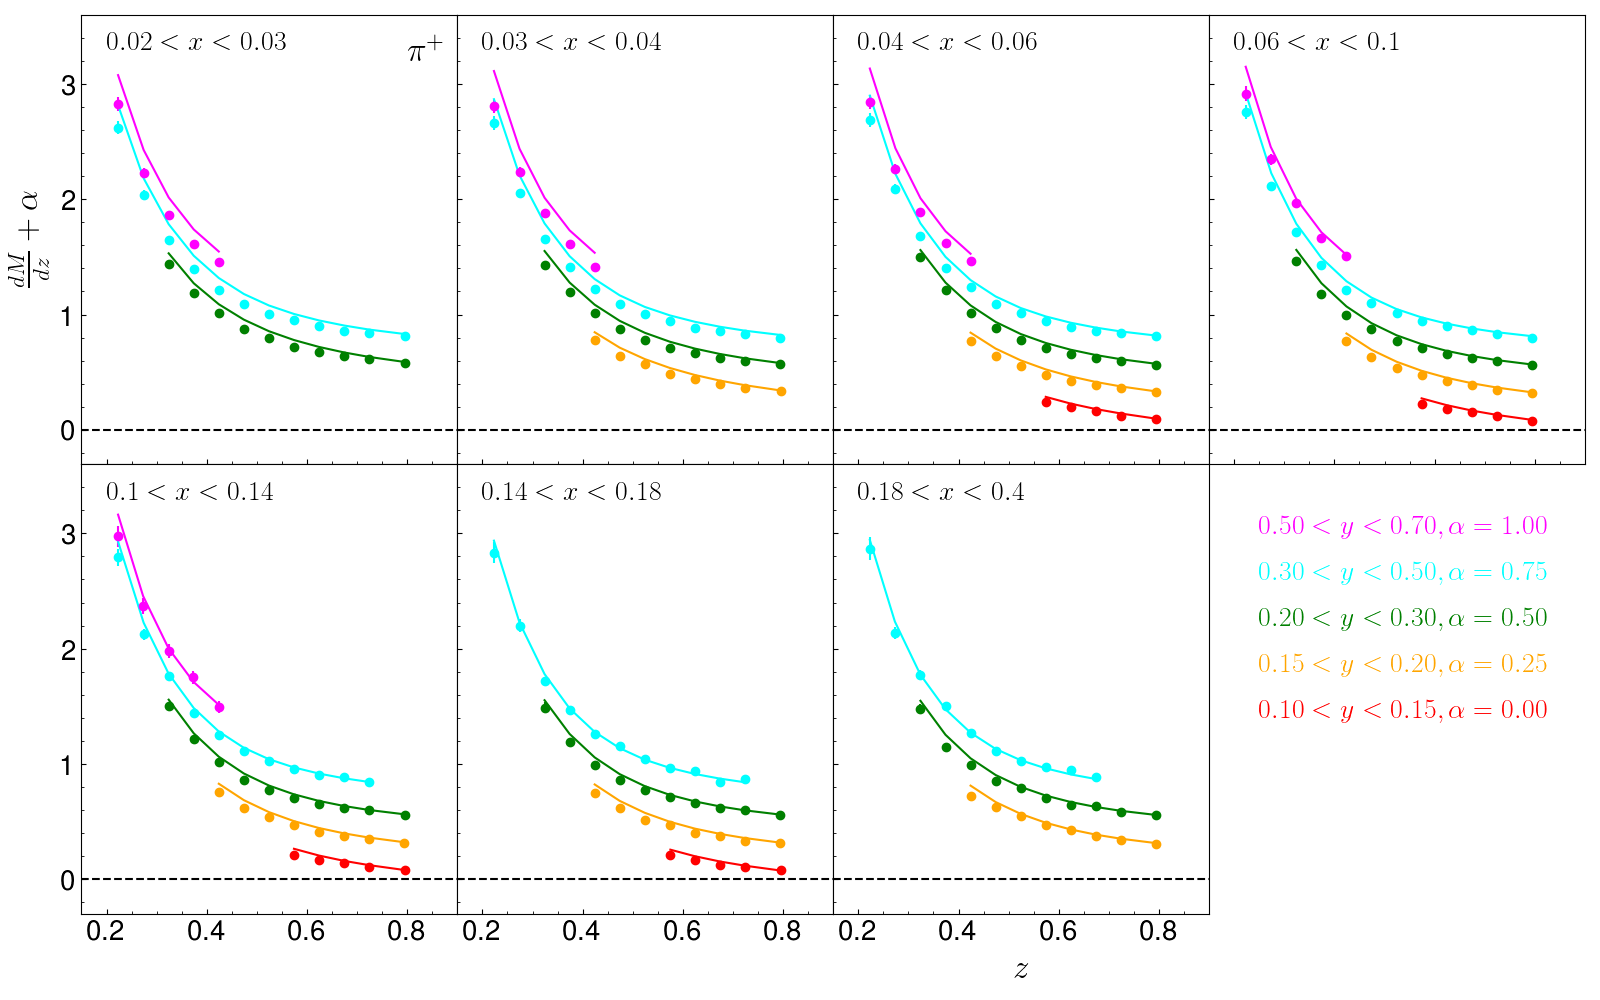 0.02 < x < 0.03
π⁺
0.03 < x < 0.04
0.04 < x < 0.06
0.06 < x < 0.1
3
2
1
0
dM/dz + α
0.1 < x < 0.14
0.14 < x < 0.18
0.18 < x < 0.4
0.50 < y < 0.70, α = 1.00
0.30 < y < 0.50, α = 0.75
0.20 < y < 0.30, α = 0.50
0.15 < y < 0.20, α = 0.25
0.10 < y < 0.15, α = 0.00
3
2
1
0
0.2 0.4 0.6 0.8
0.2 0.4 0.6 0.8
0.2 0.4 0.6 0.8
z